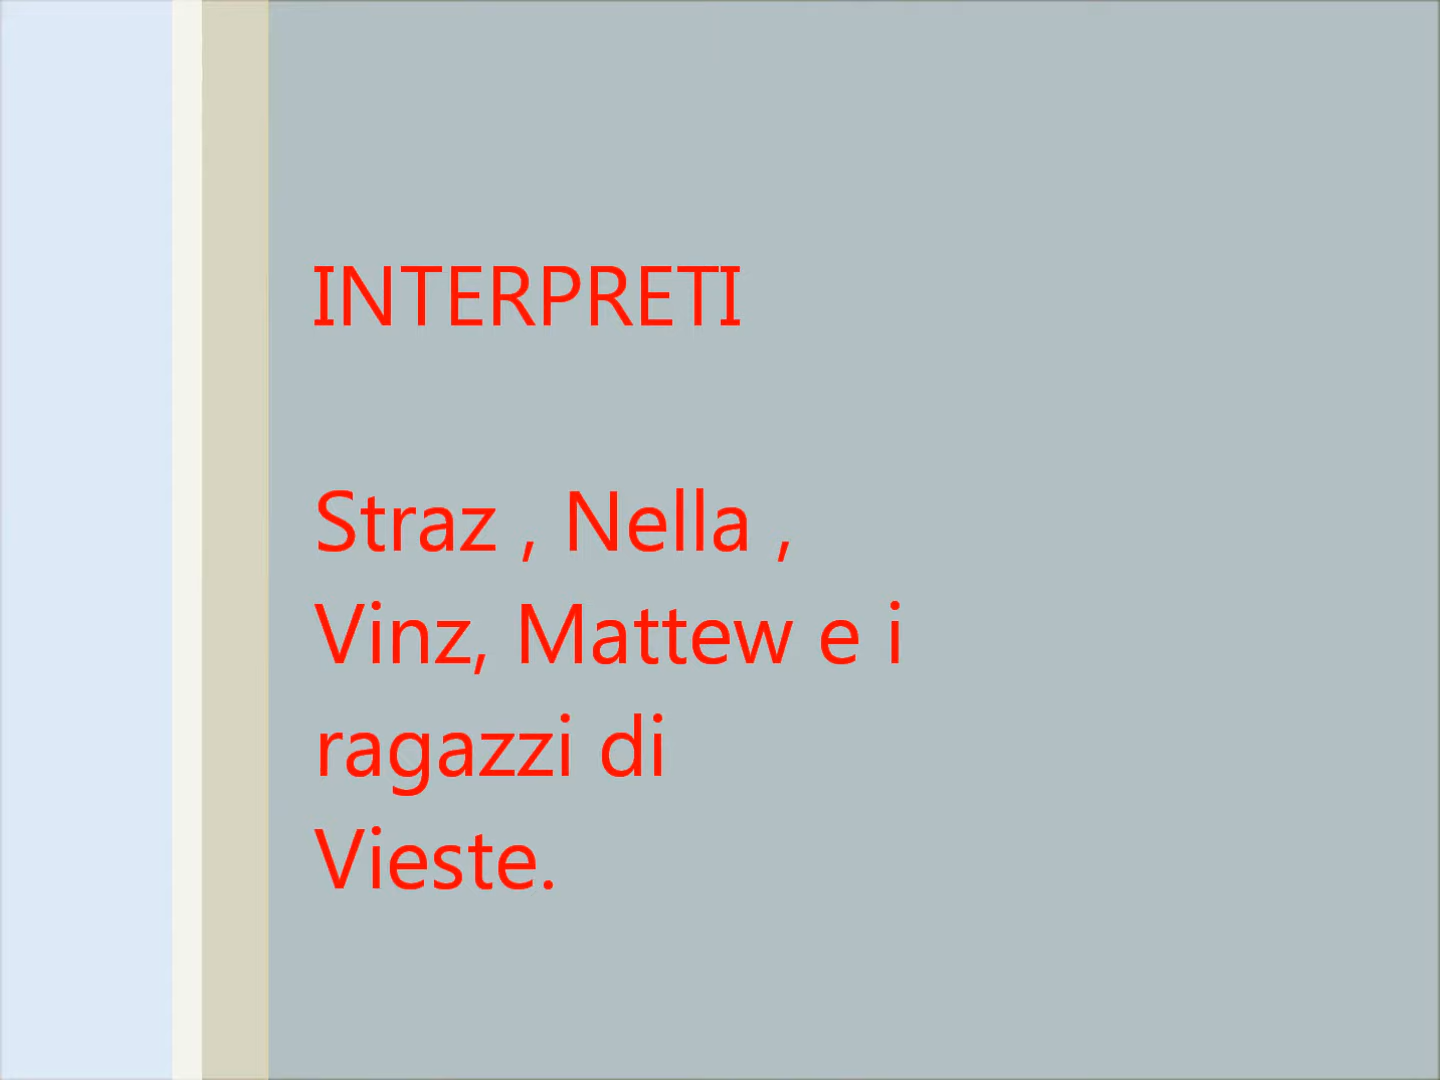 INTERPRETI
Straz , Nella ,
Vinz, Mattew e i
ragazzi di
Vieste.